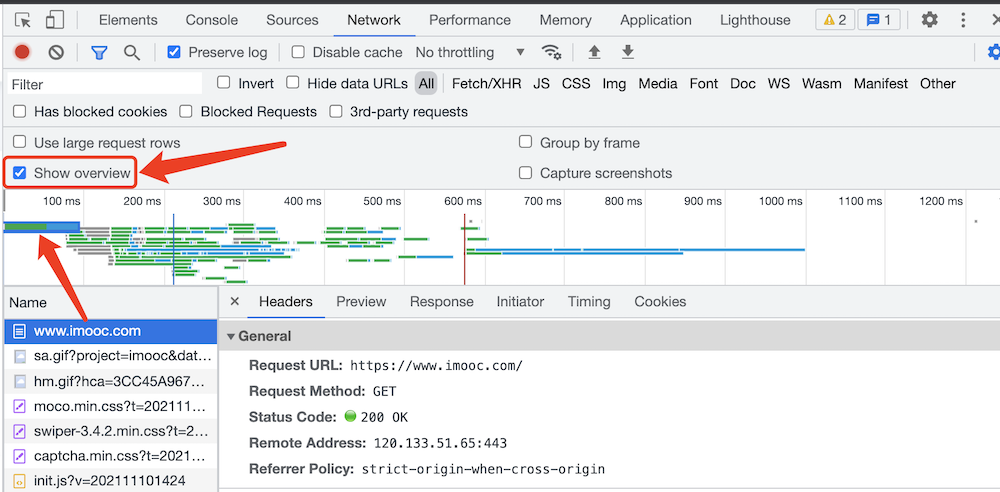 Elements Console Sources Network Performance Memory Application Lighthouse 2 1
Preserve log Disable cache No throttling
Filter Invert Hide data URLs All Fetch/XHR JS CSS Img Media Font Doc WS Wasm Manifest Other
Has blocked cookies Blocked Requests 3rd-party requests
Use large request rows Group by frame
Show overview Capture screenshots
100 ms 200 ms 300 ms 400 ms 500 ms 600 ms 700 ms 800 ms 900 ms 1000 ms 1100 ms 1200 ms
Name Headers Preview Response Initiator Timing Cookies
www.imooc.com
sa.gif?project=imooc&dat...
hm.gif?hca=3CC45A967...
moco.min.css?t=202111...
swiper-3.4.2.min.css?t=2...
captcha.min.css?t=2021...
init.js?v=202111101424
General
Request URL: https://www.imooc.com/
Request Method: GET
Status Code: 200 OK
Remote Address: 120.133.51.65:443
Referrer Policy: strict-origin-when-cross-origin